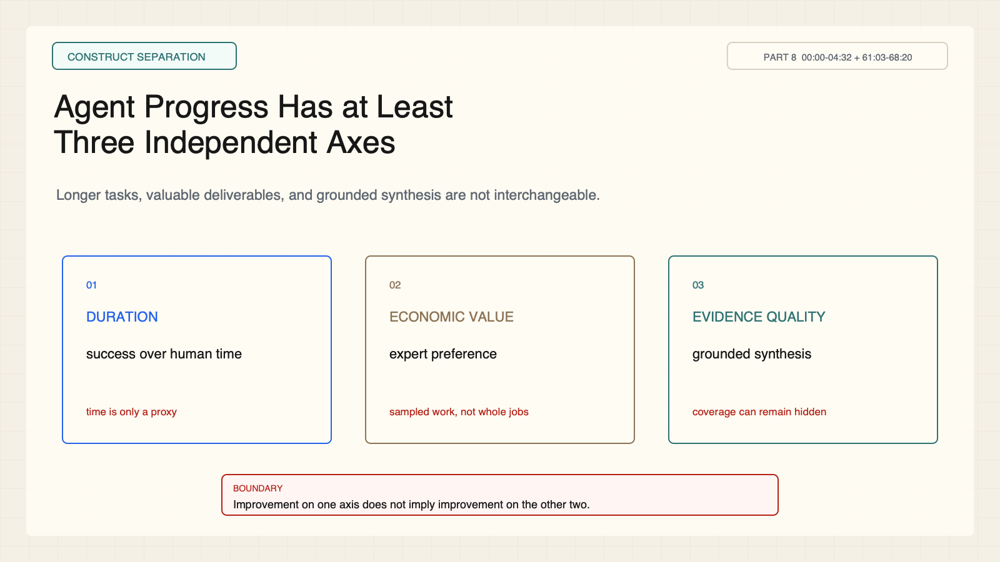 CONSTRUCT SEPARATION
PART 8 00:00-04:32 + 61:03-68:20
Agent Progress Has at Least
Three Independent Axes
Longer tasks, valuable deliverables, and grounded synthesis are not interchangeable.
01
DURATION
success over human time
time is only a proxy
02
ECONOMIC VALUE
expert preference
sampled work, not whole jobs
03
EVIDENCE QUALITY
grounded synthesis
coverage can remain hidden
BOUNDARY
Improvement on one axis does not imply improvement on the other two.